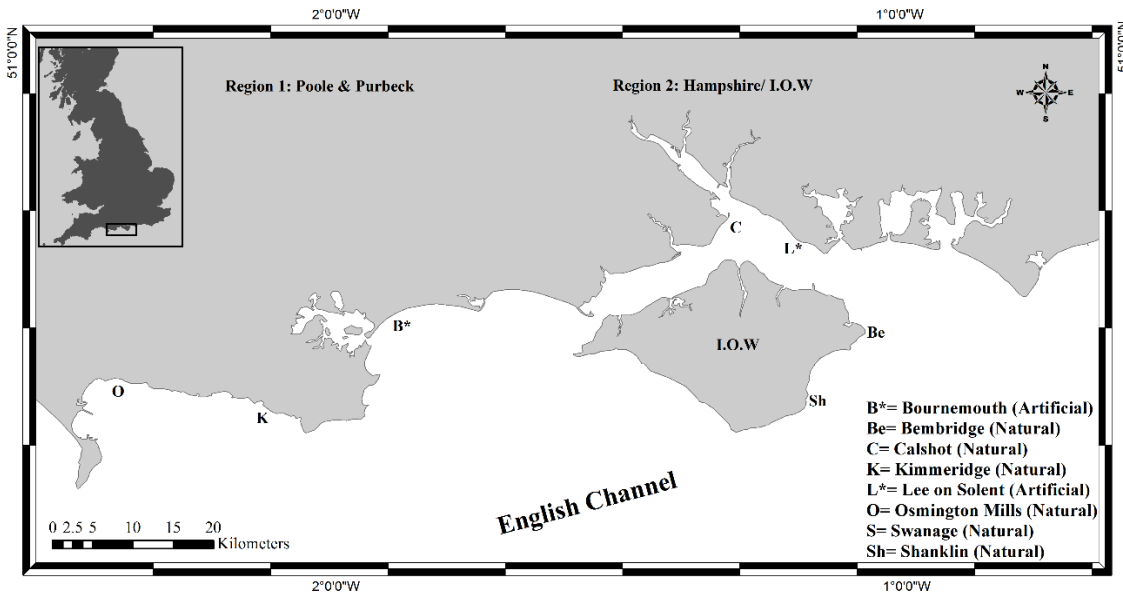 2°0'0"W 1°0'0"W
51°0'0"N 51°0'0"N
Region 1: Poole & Purbeck
Region 2: Hampshire/ I.O.W
N
W E
S
C
L*
B*
Be
I.O.W
O
K
Sh
B*= Bournemouth (Artificial)
Be= Bembridge (Natural)
C= Calshot (Natural)
K= Kimmeridge (Natural)
L*= Lee on Solent (Artificial)
O= Osmington Mills (Natural)
S= Swanage (Natural)
Sh= Shanklin (Natural)
English Channel
0 2.5 5 10 15 20
Kilometers
2°0'0"W 1°0'0"W